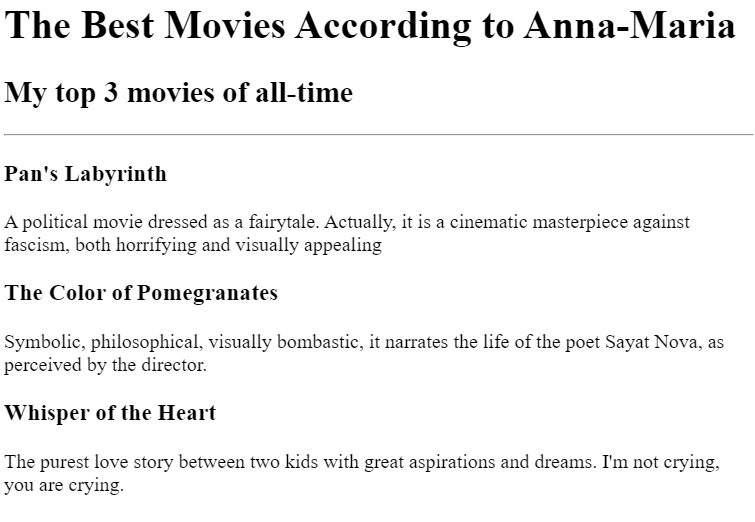 The Best Movies According to Anna-Maria
My top 3 movies of all-time
Pan's Labyrinth
A political movie dressed as a fairytale. Actually, it is a cinematic masterpiece against
fascism, both horrifying and visually appealing
The Color of Pomegranates
Symbolic, philosophical, visually bombastic, it narrates the life of the poet Sayat Nova, as
perceived by the director.
Whisper of the Heart
The purest love story between two kids with great aspirations and dreams. I'm not crying,
you are crying.